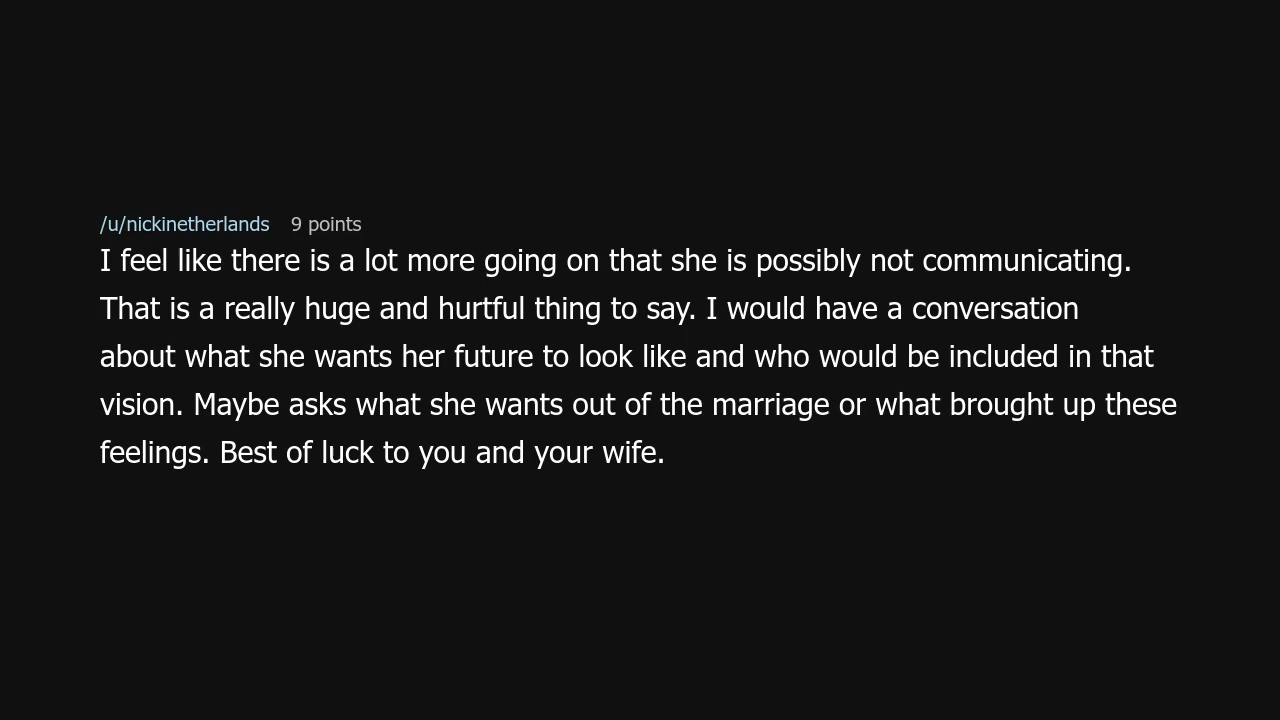 /u/nickinetherlands 9 points
I feel like there is a lot more going on that she is possibly not communicating.
That is a really huge and hurtful thing to say. I would have a conversation
about what she wants her future to look like and who would be included in that
vision. Maybe asks what she wants out of the marriage or what brought up these
feelings. Best of luck to you and your wife.